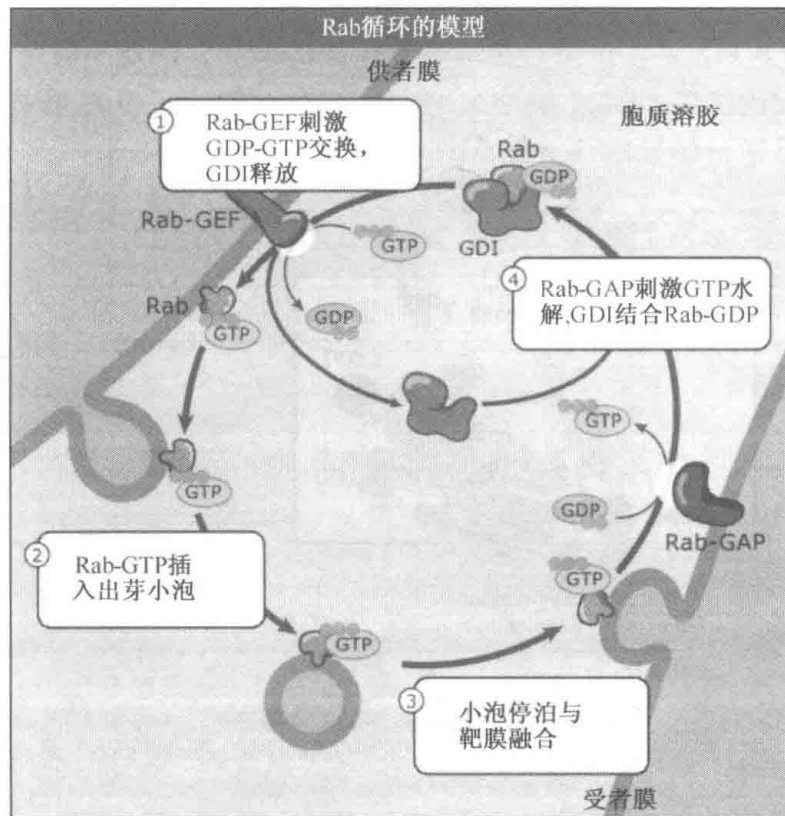 Rab循环的模型
供者膜
胞质溶胶
① Rab-GEF刺激
GDP-GTP交换，
GDI释放
Rab
GDP
GDI
Rab-GEF
GTP
GDP
Rab
GTP
④ Rab-GAP刺激GTP水
解,GDI结合Rab-GDP
GTP
GTP
GDP
Rab-GAP
② Rab-GTP插
入出芽小泡
GTP
GTP
③ 小泡停泊与
靶膜融合
受者膜